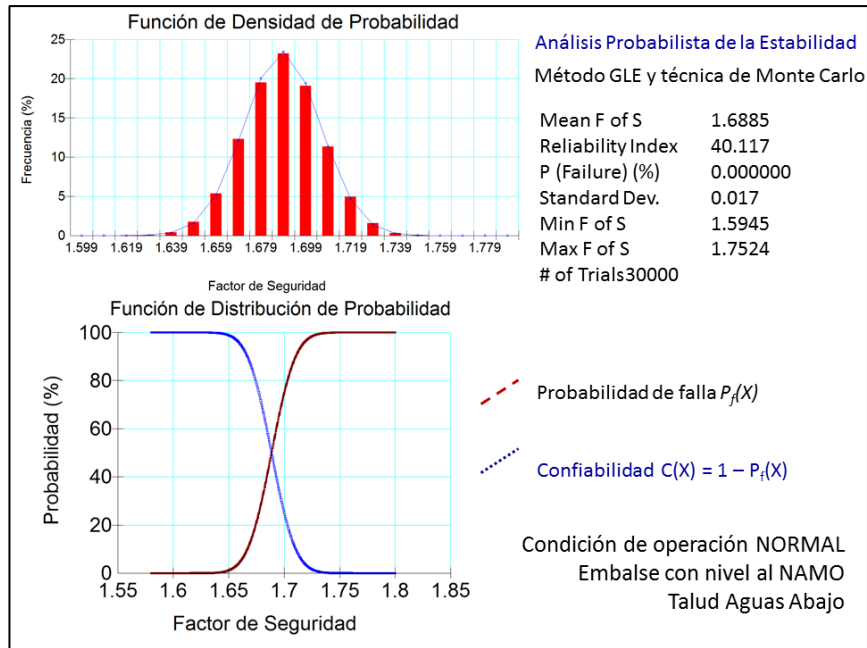 Función de Densidad de Probabilidad
25
20
15
10
5
0
Frecuencia (%)
1.599 1.619 1.639 1.659 1.679 1.699 1.719 1.739 1.759 1.779
Factor de Seguridad
Análisis Probabilista de la Estabilidad
Método GLE y técnica de Monte Carlo
Mean F of S 1.6885
Reliability Index 40.117
P (Failure) (%) 0.000000
Standard Dev. 0.017
Min F of S 1.5945
Max F of S 1.7524
# of Trials30000
Función de Distribución de Probabilidad
100
80
60
40
20
0
Probabilidad (%)
1.55 1.6 1.65 1.7 1.75 1.8 1.85
Factor de Seguridad
Probabilidad de falla Pf(X)
Confiabilidad C(X) = 1 – Pf(X)
Condición de operación NORMAL
Embalse con nivel al NAMO
Talud Aguas Abajo